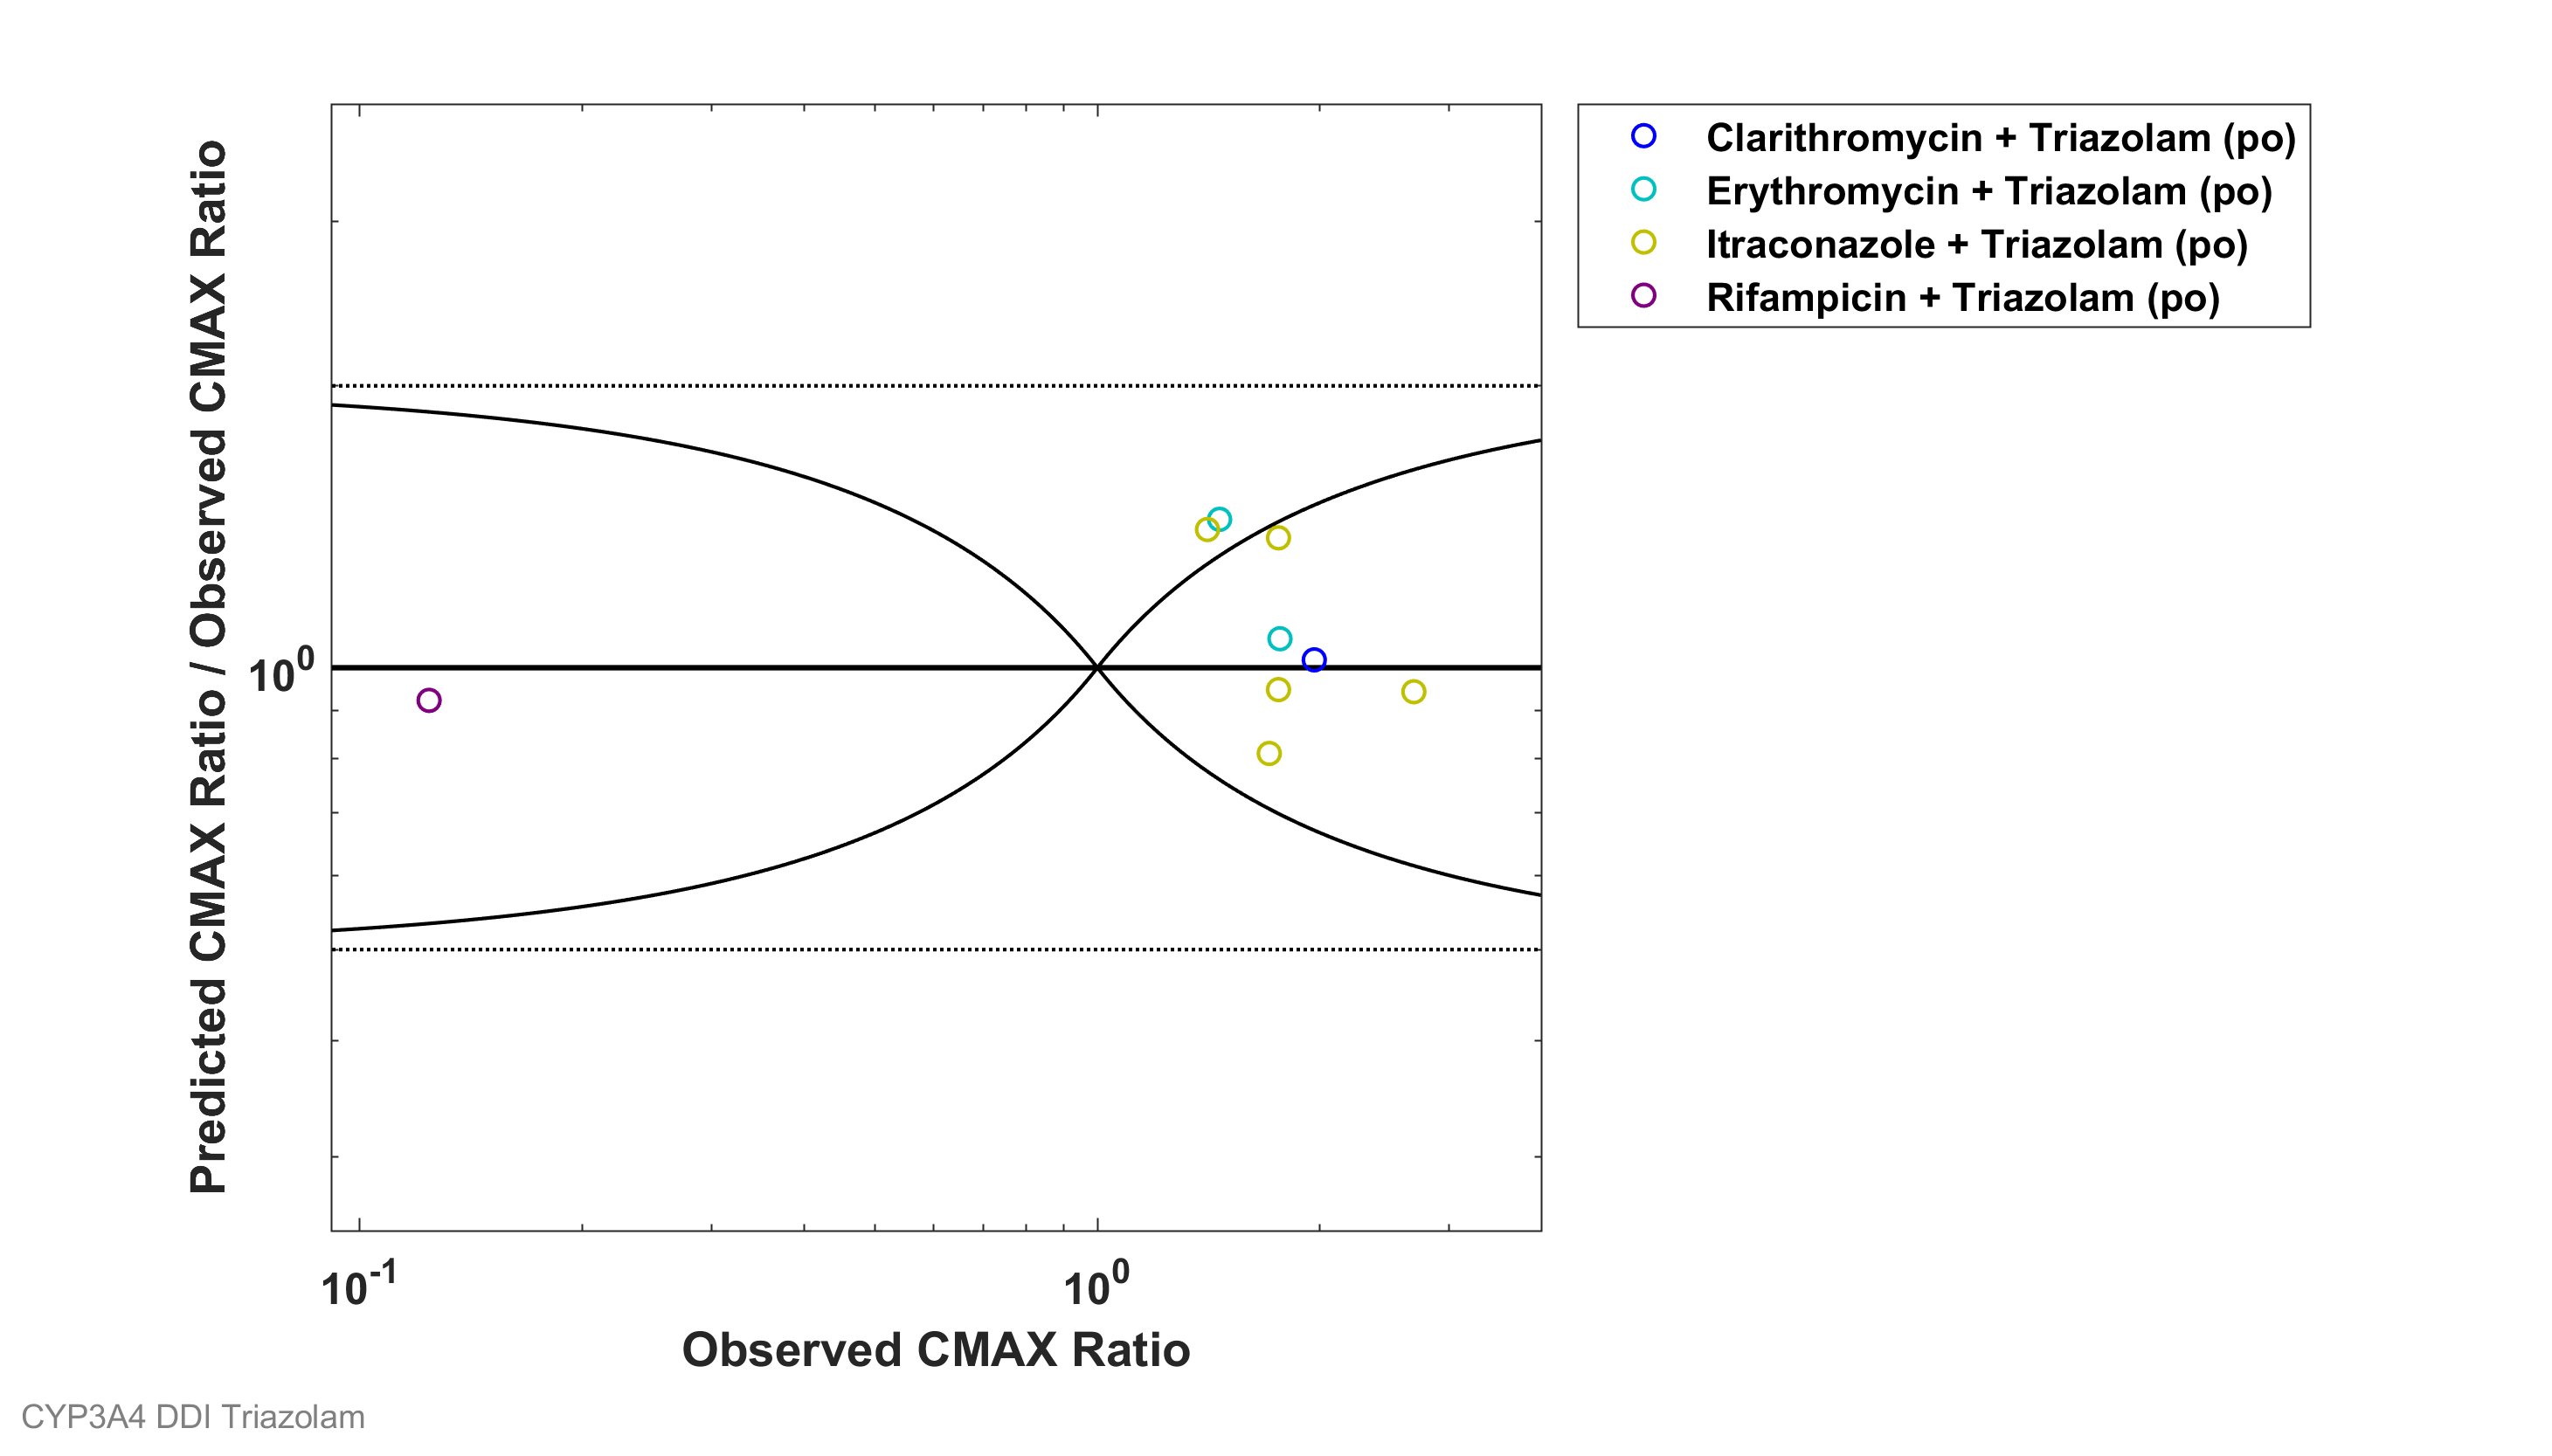 Predicted CMAX Ratio / Observed CMAX Ratio
10^0
10^-1
10^0
Observed CMAX Ratio
Clarithromycin + Triazolam (po)
Erythromycin + Triazolam (po)
Itraconazole + Triazolam (po)
Rifampicin + Triazolam (po)
CYP3A4 DDI Triazolam